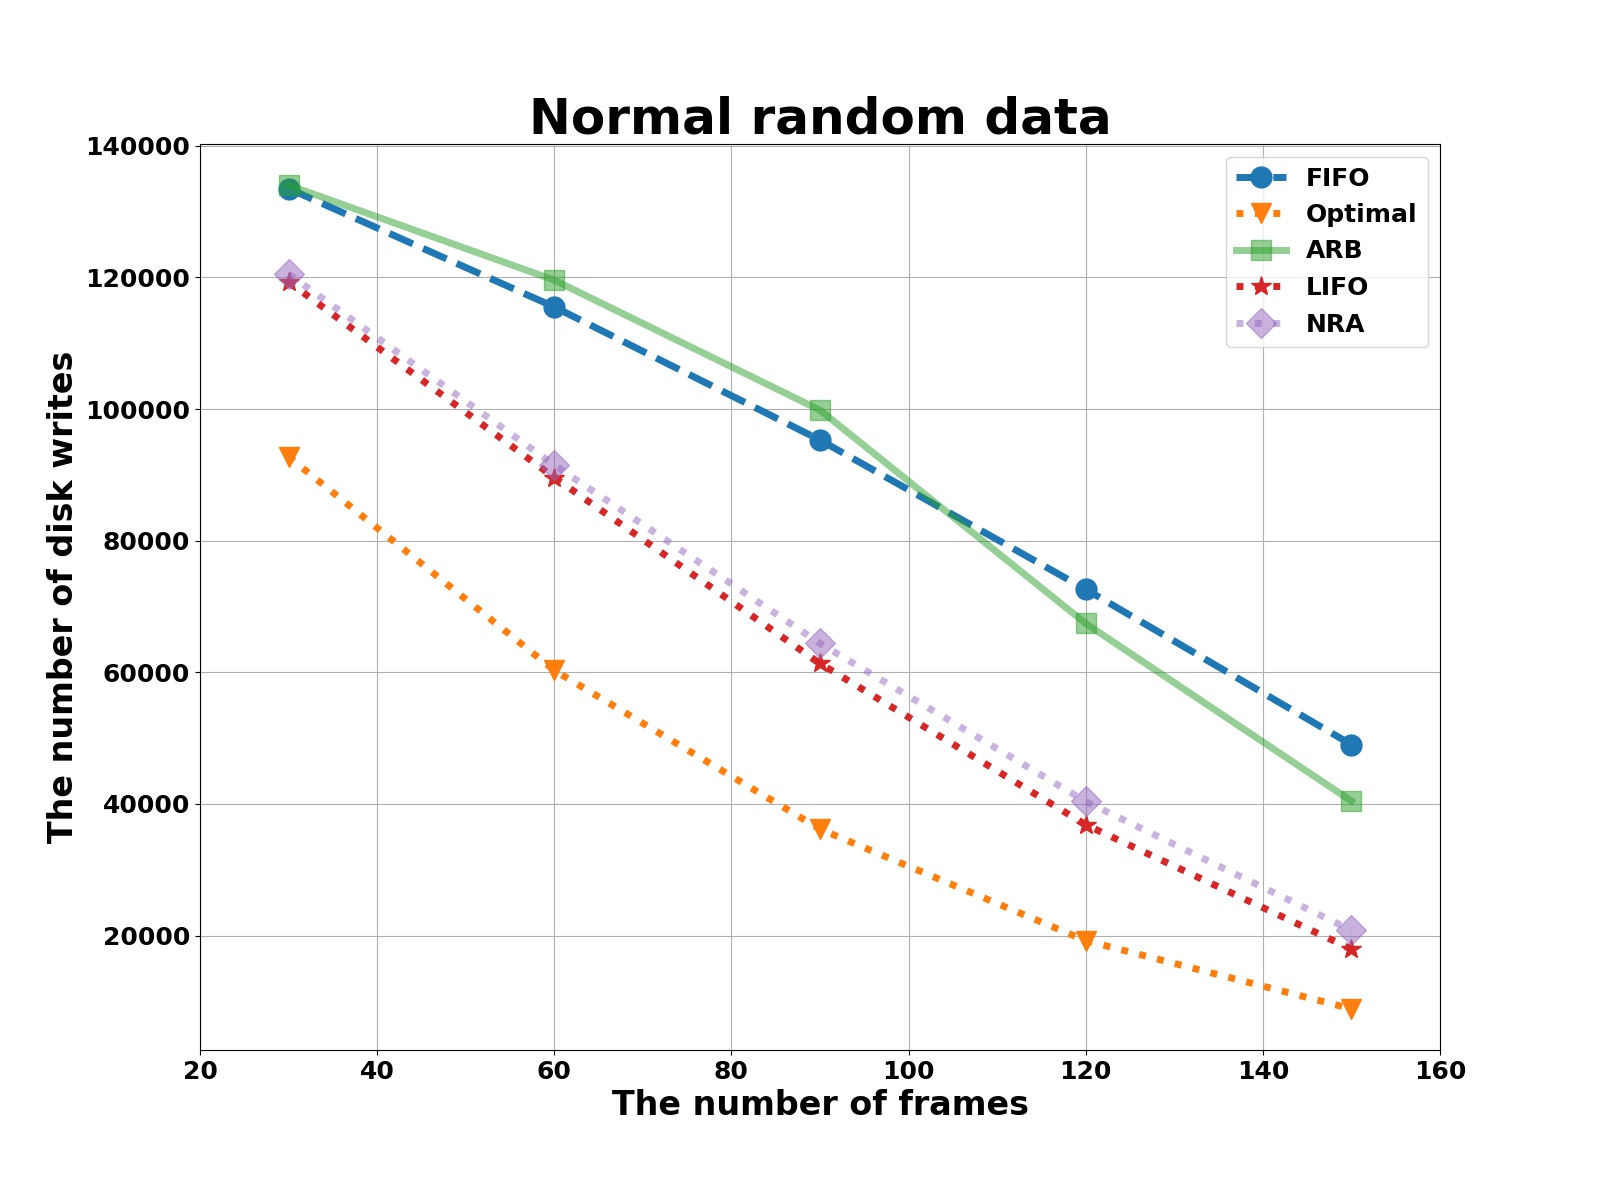 Normal random data
140000
120000
100000
80000
60000
40000
20000
The number of disk writes
FIFO
Optimal
ARB
LIFO
NRA
20 40 60 80 100 120 140 160
The number of frames